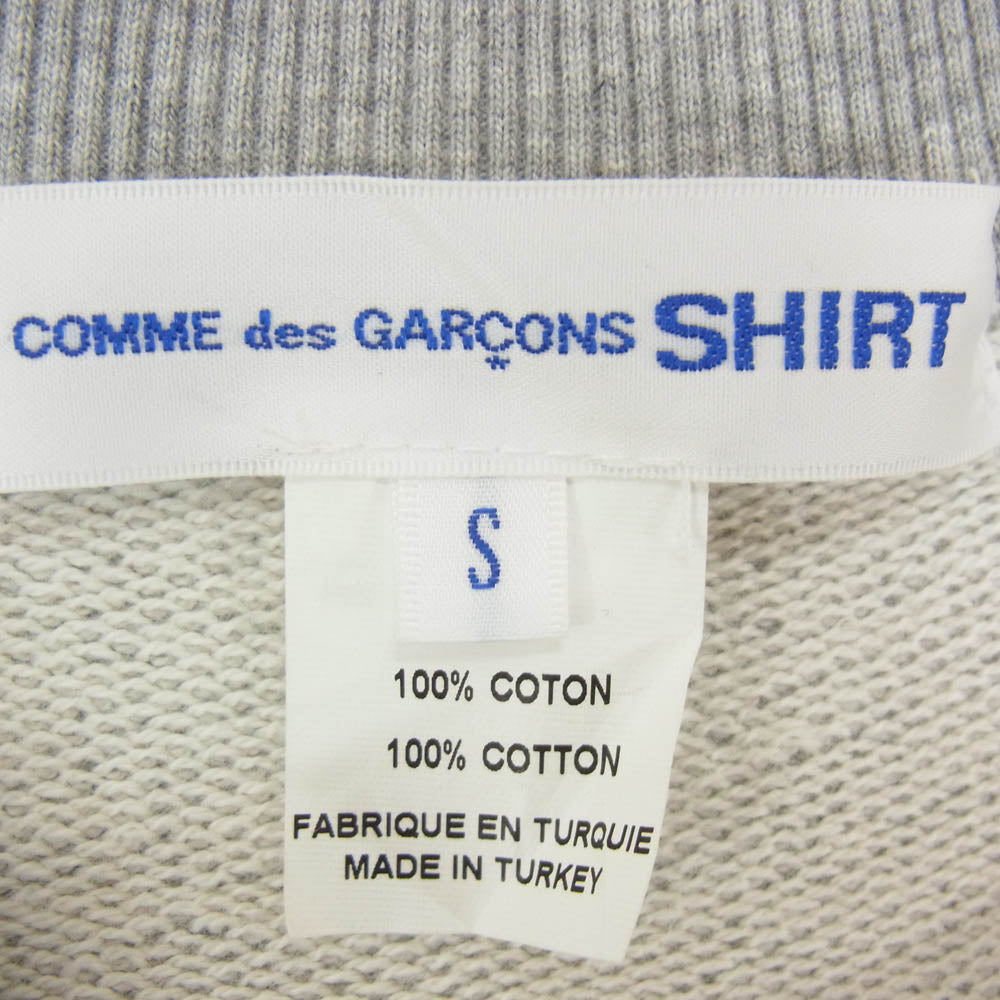 COMME des GARÇONS SHIRT
S
100% COTON
100% COTTON
FABRIQUE EN TURQUIE
MADE IN TURKEY